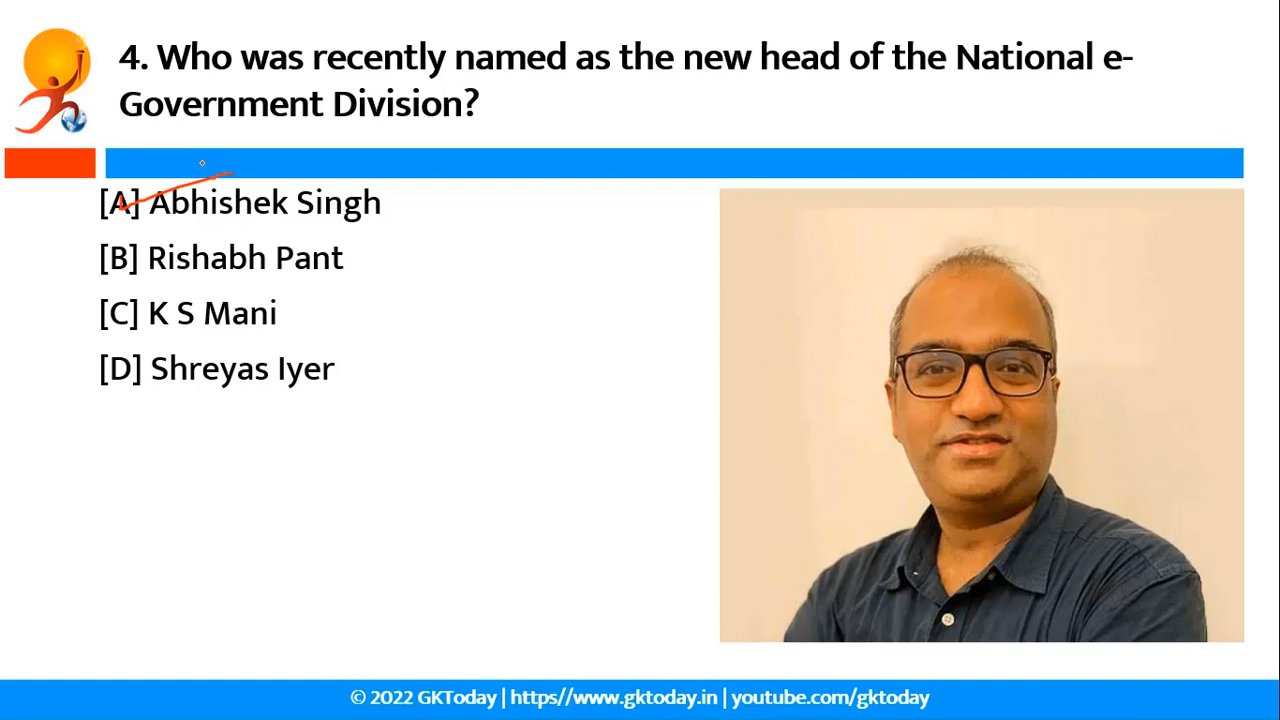 4. Who was recently named as the new head of the National e-
Government Division?
[A] Abhishek Singh
[B] Rishabh Pant
[C] K S Mani
[D] Shreyas Iyer
© 2022 GKToday | https//www.gktoday.in | youtube.com/gktoday